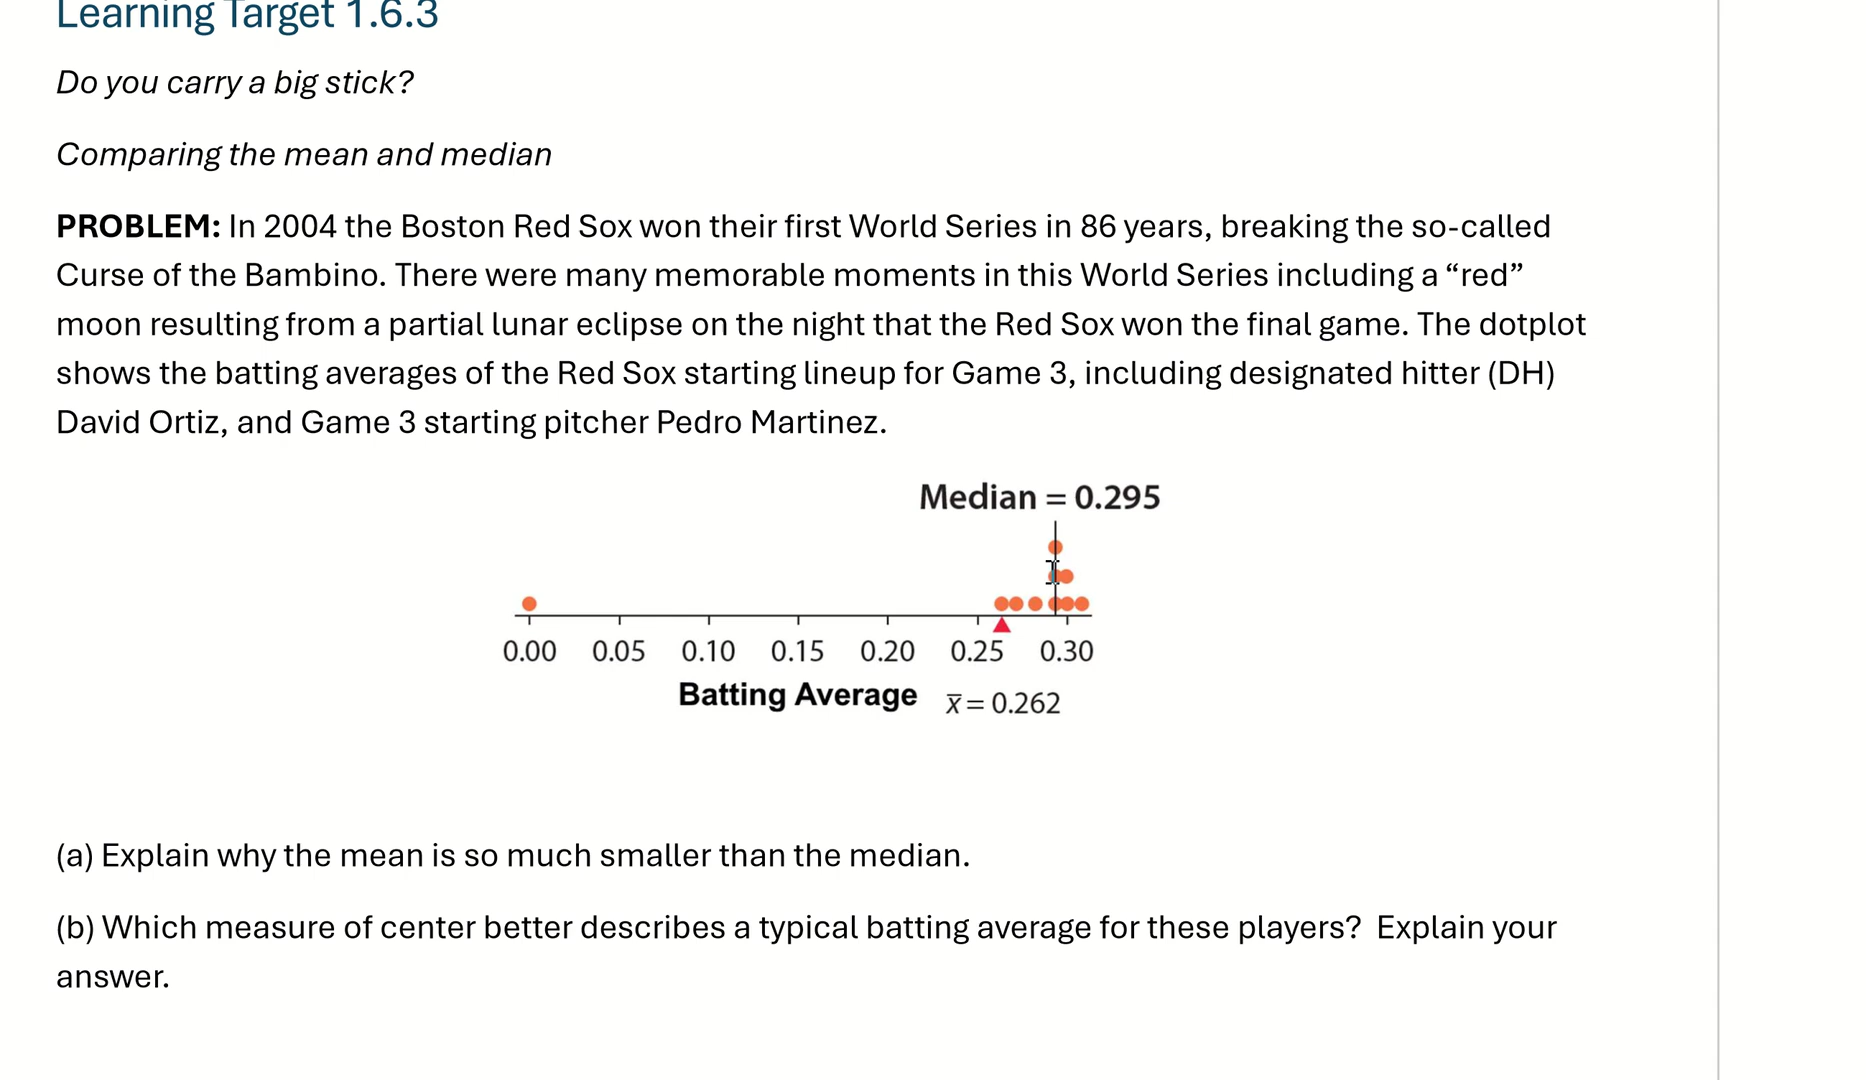 Learning Target 1.6.3
Do you carry a big stick?
Comparing the mean and median
PROBLEM: In 2004 the Boston Red Sox won their first World Series in 86 years, breaking the so-called
Curse of the Bambino. There were many memorable moments in this World Series including a “red”
moon resulting from a partial lunar eclipse on the night that the Red Sox won the final game. The dotplot
shows the batting averages of the Red Sox starting lineup for Game 3, including designated hitter (DH)
David Ortiz, and Game 3 starting pitcher Pedro Martinez.
Median = 0.295
0.00 0.05 0.10 0.15 0.20 0.25 0.30
Batting Average x̅ = 0.262
(a) Explain why the mean is so much smaller than the median.
(b) Which measure of center better describes a typical batting average for these players? Explain your
answer.